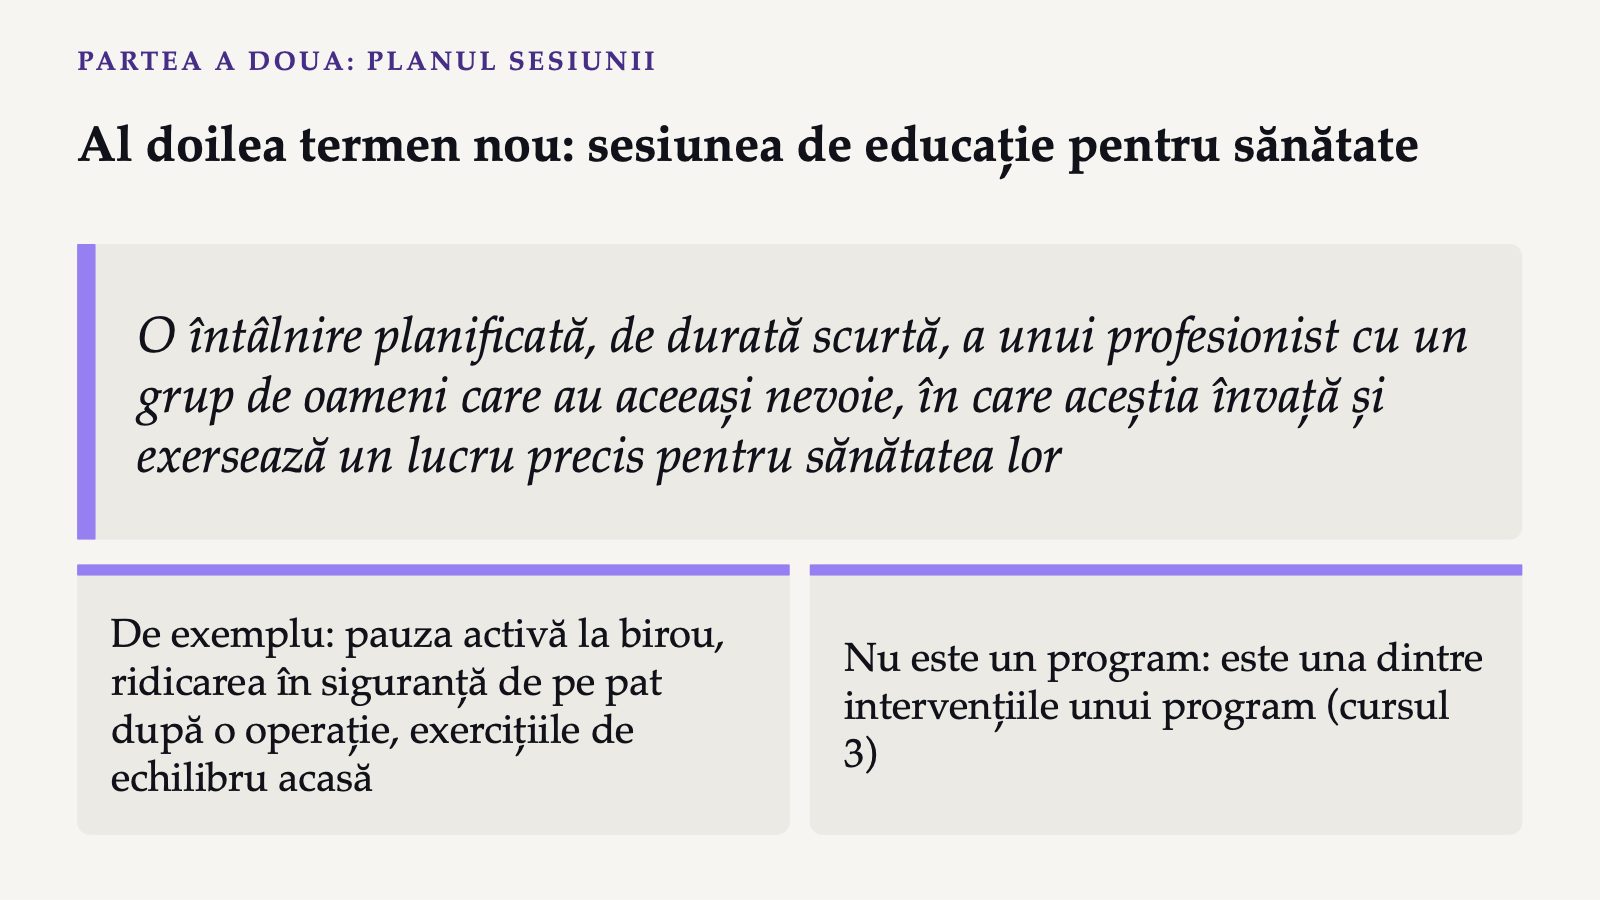 PARTEA A DOUA: PLANUL SESIUNII
Al doilea termen nou: sesiunea de educație pentru sănătate
O întâlnire planificată, de durată scurtă, a unui profesionist cu un
grup de oameni care au aceeași nevoie, în care aceștia învață și
exersează un lucru precis pentru sănătatea lor
De exemplu: pauza activă la birou,
ridicarea în siguranță de pe pat
după o operație, exercițiile de
echilibru acasă
Nu este un program: este una dintre
intervențiile unui program (cursul
3)